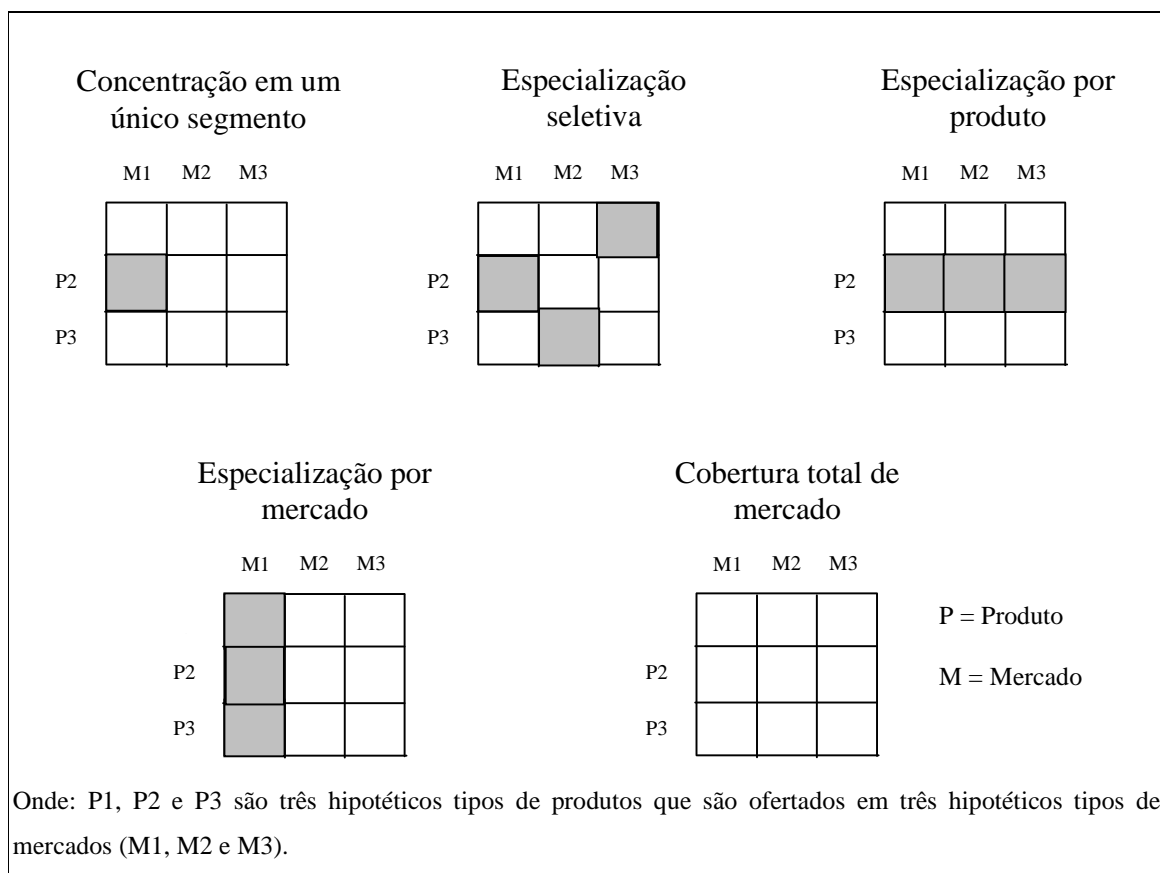 Concentração em um
único segmento
M1 M2 M3
P2
P3
Especialização
seletiva
M1 M2 M3
P2
P3
Especialização por
produto
M1 M2 M3
P2
P3
Especialização por
mercado
M1 M2 M3
P2
P3
Cobertura total de
mercado
M1 M2 M3
P2
P3
P = Produto
M = Mercado
Onde: P1, P2 e P3 são três hipotéticos tipos de produtos que são ofertados em três hipotéticos tipos de
mercados (M1, M2 e M3).